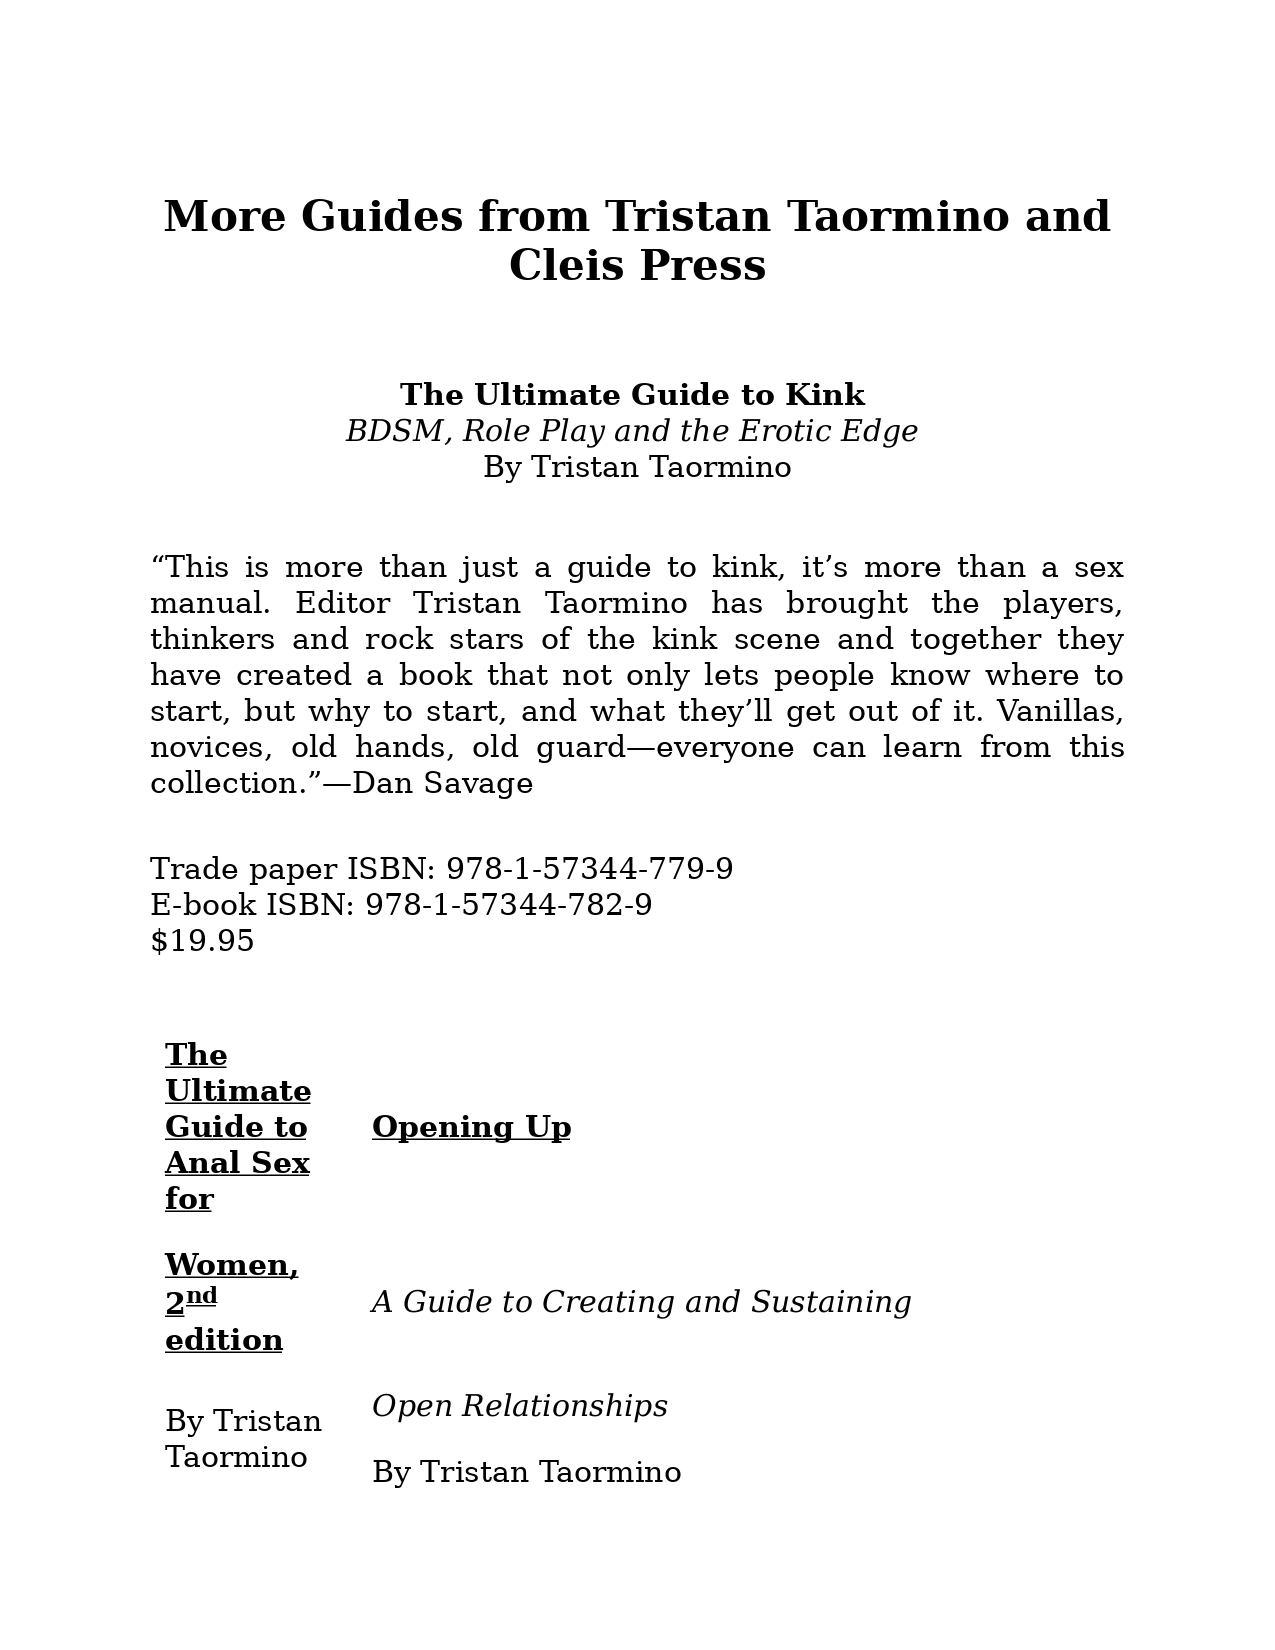 More Guides from Tristan Taormino and
Cleis Press
The Ultimate Guide to Kink
BDSM, Role Play and the Erotic Edge
By Tristan Taormino
“This is more than just a guide to kink, it’s more than a sex
manual. Editor Tristan Taormino has brought the players,
thinkers and rock stars of the kink scene and together they
have created a book that not only lets people know where to
start, but why to start, and what they’ll get out of it. Vanillas,
novices, old hands, old guard—everyone can learn from this
collection.”—Dan Savage
Trade paper ISBN: 978-1-57344-779-9
E-book ISBN: 978-1-57344-782-9
$19.95
The
Ultimate
Guide to
Anal Sex
for
Opening Up
Women,
2nd
edition
A Guide to Creating and Sustaining
By Tristan
Taormino
Open Relationships
By Tristan Taormino